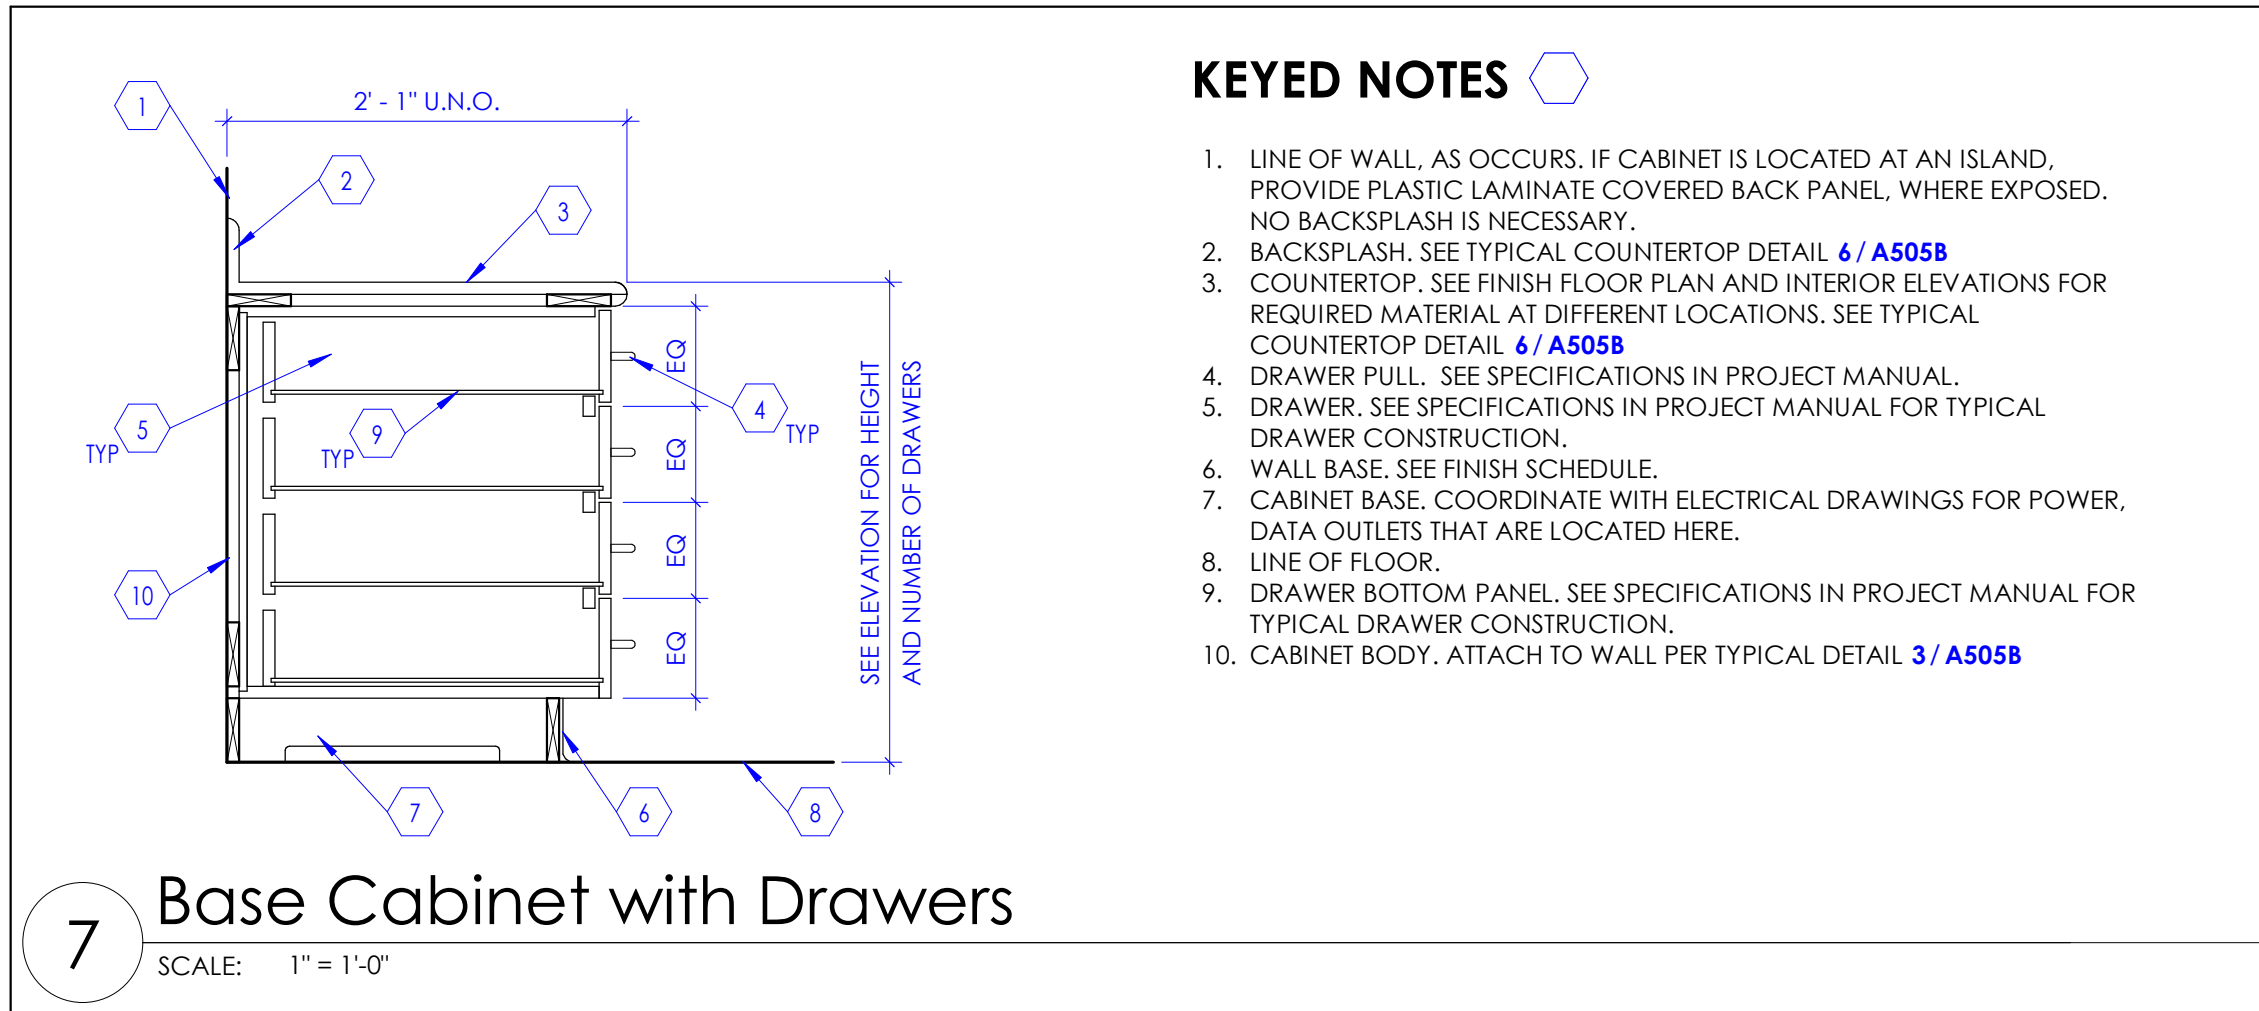 1
2' - 1" U.N.O.
2
3
EQ
4
TYP
5
TYP
9
TYP
EQ
EQ
10
EQ
SEE ELEVATION FOR HEIGHT
AND NUMBER OF DRAWERS
7
6
8
KEYED NOTES
1. LINE OF WALL, AS OCCURS. IF CABINET IS LOCATED AT AN ISLAND,
PROVIDE PLASTIC LAMINATE COVERED BACK PANEL, WHERE EXPOSED.
NO BACKSPLASH IS NECESSARY.
2. BACKSPLASH. SEE TYPICAL COUNTERTOP DETAIL 6 / A505B
3. COUNTERTOP. SEE FINISH FLOOR PLAN AND INTERIOR ELEVATIONS FOR
REQUIRED MATERIAL AT DIFFERENT LOCATIONS. SEE TYPICAL
COUNTERTOP DETAIL 6 / A505B
4. DRAWER PULL. SEE SPECIFICATIONS IN PROJECT MANUAL.
5. DRAWER. SEE SPECIFICATIONS IN PROJECT MANUAL FOR TYPICAL
DRAWER CONSTRUCTION.
6. WALL BASE. SEE FINISH SCHEDULE.
7. CABINET BASE. COORDINATE WITH ELECTRICAL DRAWINGS FOR POWER,
DATA OUTLETS THAT ARE LOCATED HERE.
8. LINE OF FLOOR.
9. DRAWER BOTTOM PANEL. SEE SPECIFICATIONS IN PROJECT MANUAL FOR
TYPICAL DRAWER CONSTRUCTION.
10. CABINET BODY. ATTACH TO WALL PER TYPICAL DETAIL 3 / A505B
7
Base Cabinet with Drawers
SCALE: 1" = 1'-0"